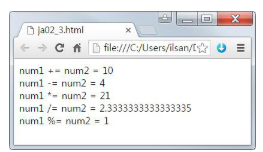 ja02_3.html
file:///C:/Users/ilsan/D
num1 += num2 = 10
num1 -= num2 = 4
num1 *= num2 = 21
num1 /= num2 = 2.3333333333333335
num1 %= num2 = 1